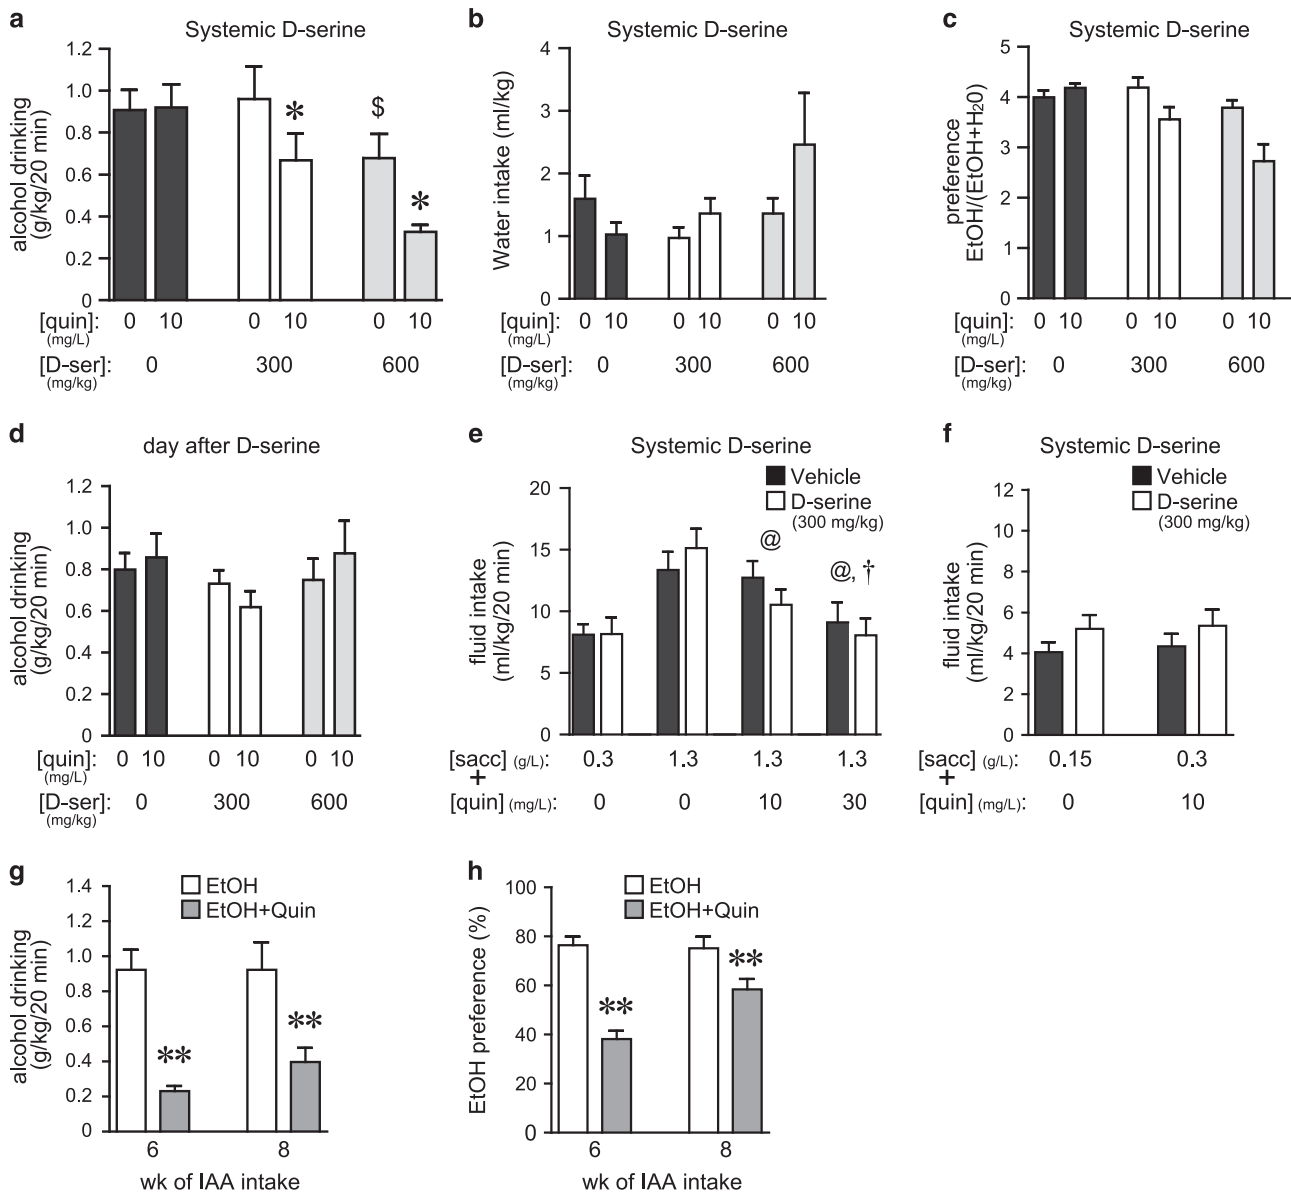 a
Systemic D-serine
alcohol drinking
(g/kg/20 min)
1.2
1.0
0.8
0.6
0.4
0.2
0
* $ *
[quin]: 0 10 0 10 0 10
(mg/L)
[D-ser]: 0 300 600
(mg/kg)
b
Systemic D-serine
Water intake (ml/kg)
4
3
2
1
0
0 10 0 10 0 10
0 300 600
c
Systemic D-serine
preference
EtOH/(EtOH+H20)
5
4
3
4
4
0
[quin]: 0 10 0 10 0 10
(mg/L)
[D-ser]: 0 300 600
(mg/kg)
d
day after D-serine
alcohol drinking
(g/kg/20 min)
1.2
1.0
0.8
0.6
0.4
0.2
0
[quin]: 0 10 0 10 0 10
(mg/L)
[D-ser]: 0 300 600
(mg/kg)
e
Systemic D-serine
Vehicle
D-serine
(300 mg/kg)
fluid intake
(ml/kg/20 min)
20
15
10
5
0
@
@, †
[sacc] (g/L): 0.3 1.3 1.3 1.3
+
[quin] (mg/L): 0 0 10 30
f
Systemic D-serine
Vehicle
D-serine
(300 mg/kg)
fluid intake
(ml/kg/20 min)
12
10
8
6
4
2
0
[sacc] (g/L): 0.15 0.3
+
[quin] (mg/L): 0 10
g
EtOH
EtOH+Quin
alcohol drinking
(g/kg/20 min)
1.4
1.2
1.0
0.8
0.6
0.4
0.2
0
** **
6 8
wk of IAA intake
h
EtOH
EtOH+Quin
EtOH preference (%)
100
80
60
40
20
0
** **
6 8
wk of IAA intake